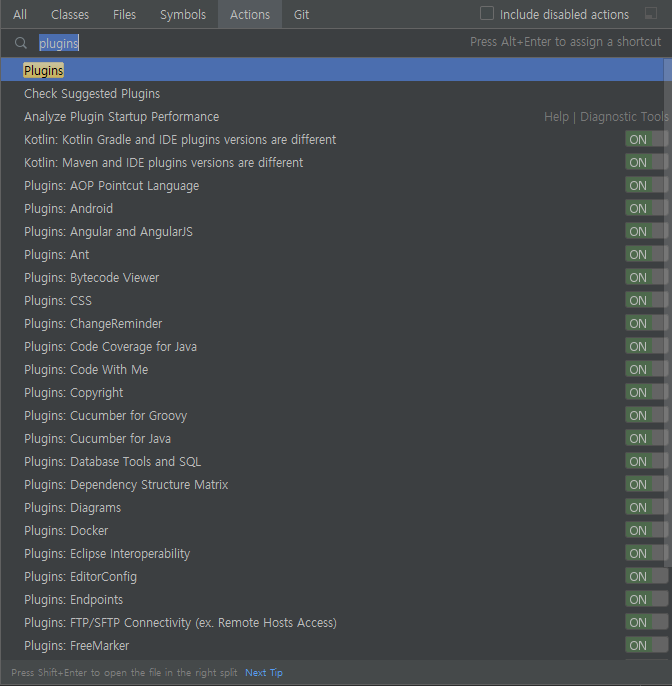 All Classes Files Symbols Actions Git Include disabled actions
plugins Press Alt+Enter to assign a shortcut
Plugins
Check Suggested Plugins
Analyze Plugin Startup Performance Help | Diagnostic Tools
Kotlin: Kotlin Gradle and IDE plugins versions are different ON
Kotlin: Maven and IDE plugins versions are different ON
Plugins: AOP Pointcut Language ON
Plugins: Android ON
Plugins: Angular and AngularJS ON
Plugins: Ant ON
Plugins: Bytecode Viewer ON
Plugins: CSS ON
Plugins: ChangeReminder ON
Plugins: Code Coverage for Java ON
Plugins: Code With Me ON
Plugins: Copyright ON
Plugins: Cucumber for Groovy ON
Plugins: Cucumber for Java ON
Plugins: Database Tools and SQL ON
Plugins: Dependency Structure Matrix ON
Plugins: Diagrams ON
Plugins: Docker ON
Plugins: Eclipse Interoperability ON
Plugins: EditorConfig ON
Plugins: Endpoints ON
Plugins: FTP/SFTP Connectivity (ex. Remote Hosts Access) ON
Plugins: FreeMarker ON
Press Shift+Enter to open the file in the right split Next Tip